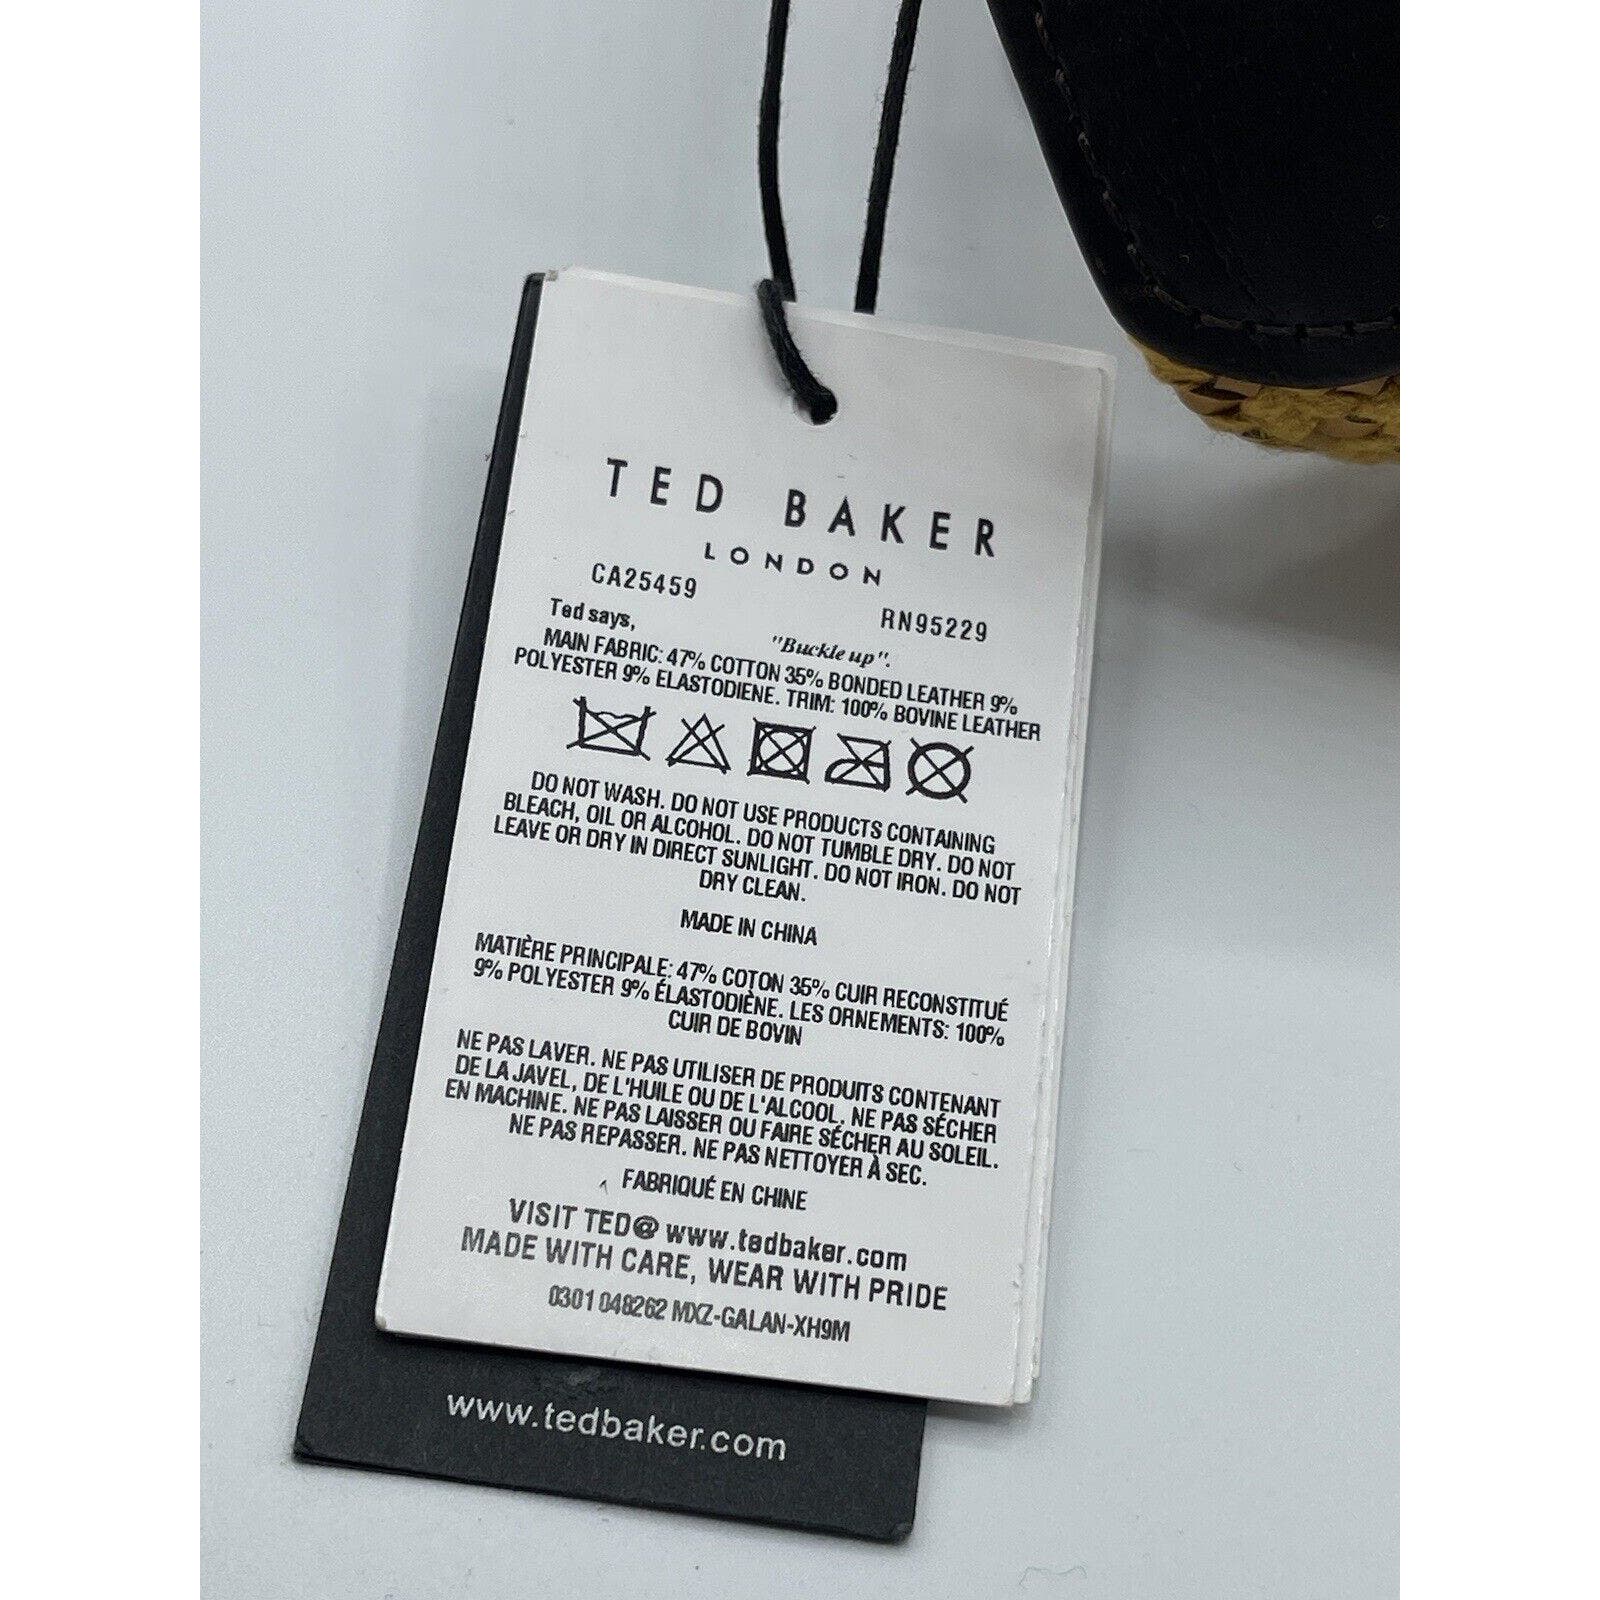 TED BAKER
LONDON
CA25459
RN95229
Ted says,
"Buckle up".
MAIN FABRIC: 47% COTTON 35% BONDED LEATHER 9%
POLYESTER 9% ELASTODIENE. TRIM: 100% BOVINE LEATHER
DO NOT WASH. DO NOT USE PRODUCTS CONTAINING
BLEACH, OIL OR ALCOHOL. DO NOT TUMBLE DRY. DO NOT
LEAVE OR DRY IN DIRECT SUNLIGHT. DO NOT IRON. DO NOT
DRY CLEAN.
MADE IN CHINA
MATIÈRE PRINCIPALE: 47% COTON 35% CUIR RECONSTITUÉ
9% POLYESTER 9% ÉLASTODIÈNE. LES ORNEMENTS: 100%
CUIR DE BOVIN
NE PAS LAVER. NE PAS UTILISER DE PRODUITS CONTENANT
DE LA JAVEL, DE L'HUILE OU DE L'ALCOOL. NE PAS SÉCHER
EN MACHINE. NE PAS LAISSER OU FAIRE SÉCHER AU SOLEIL.
NE PAS REPASSER. NE PAS NETTOYER À SEC.
FABRIQUÉ EN CHINE
VISIT TED@ www.tedbaker.com
MADE WITH CARE, WEAR WITH PRIDE
0301 048262 MXZ-GALAN-XH9M
www.tedbaker.com